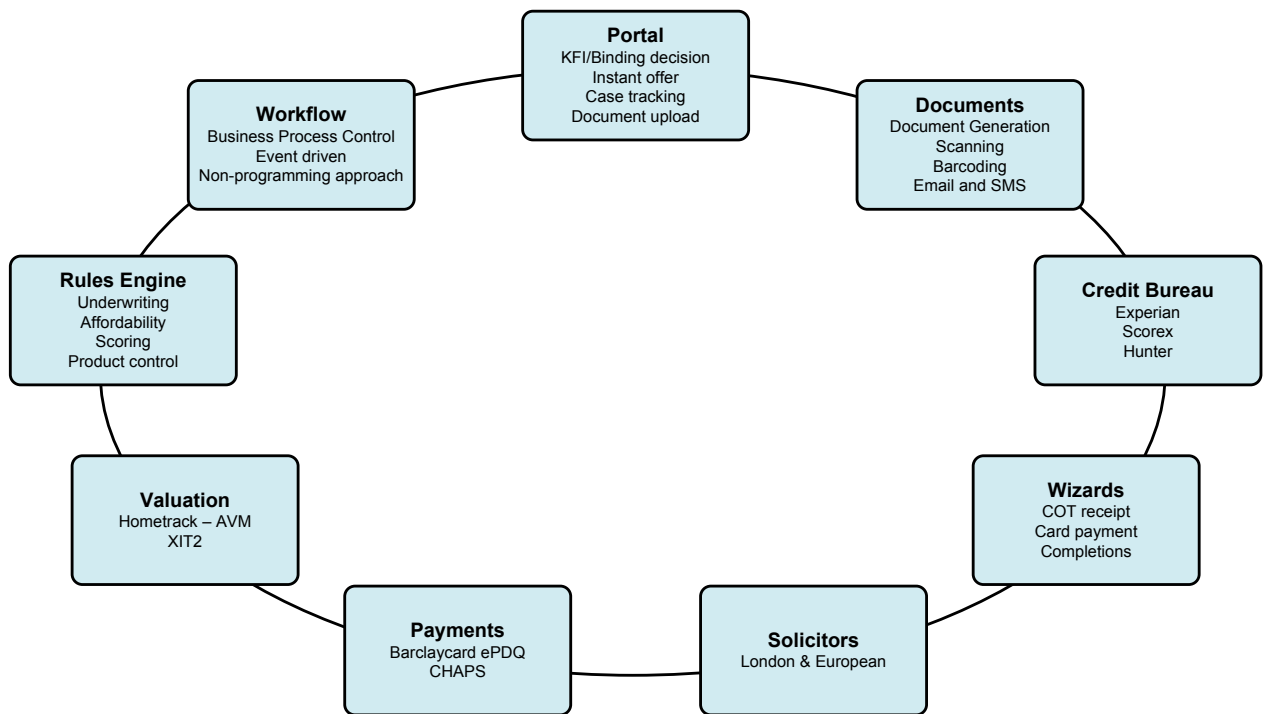 Portal
KFI/Binding decision
Instant offer
Case tracking
Document upload
Workflow
Business Process Control
Event driven
Non-programming approach
Documents
Document Generation
Scanning
Barcoding
Email and SMS
Rules Engine
Underwriting
Affordability
Scoring
Product control
Credit Bureau
Experian
Scorex
Hunter
Valuation
Hometrack – AVM
XIT2
Wizards
COT receipt
Card payment
Completions
Payments
Barclaycard ePDQ
CHAPS
Solicitors
London & European